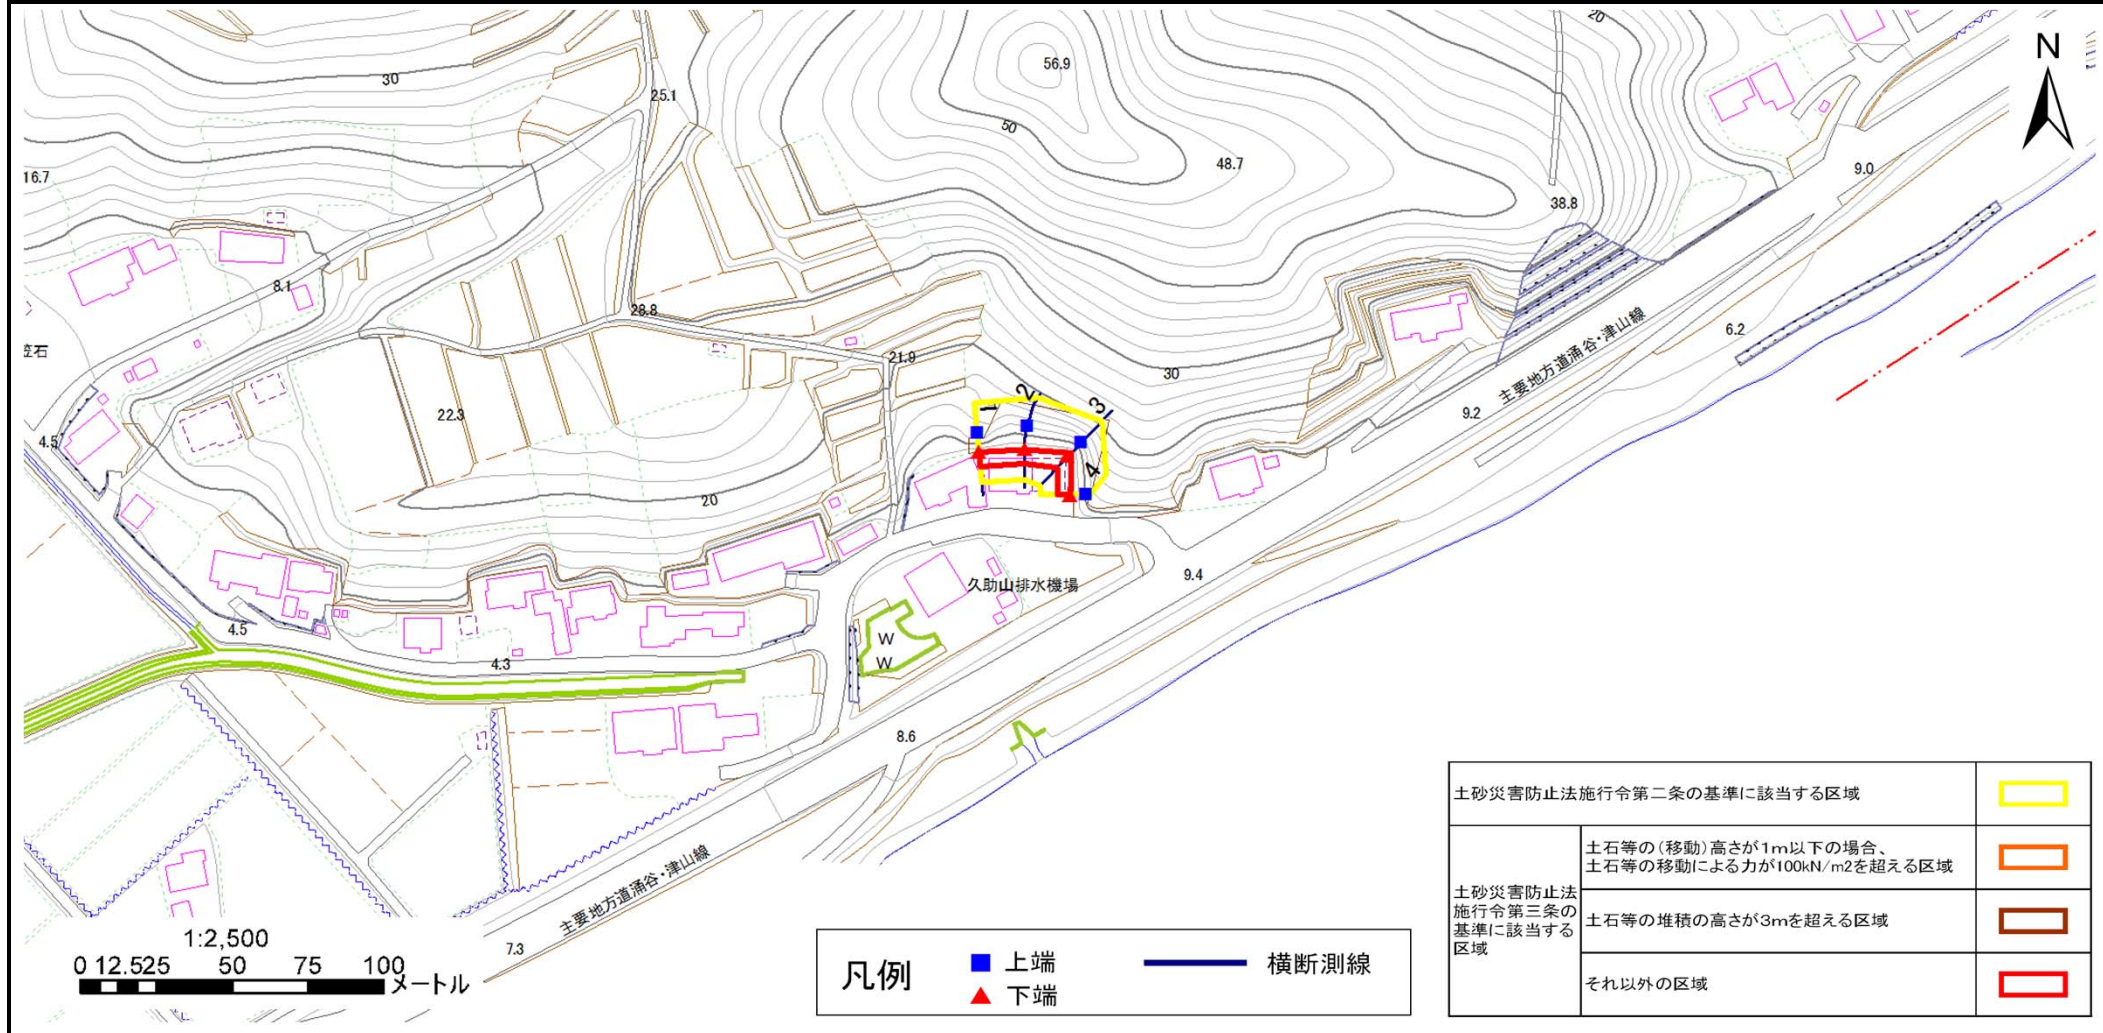 20
N
30
56.9
25.1
50
48.7
9.0
16.7
38.8
8.1
28.8
6.2
笠石
21.9
主要地方道涌谷・津山線
30
22.3
9.2
1
2
3
4
4.5
20
久助山排水機場
9.4
W
W
4.5
4.3
8.6
主要地方道涌谷・津山線
7.3
1:2,500
0 12.525 50 75 100
メートル
凡例
上端
下端
横断測線
土砂災害防止法施行令第二条の基準に該当する区域
土砂災害防止法
施行令第三条の
基準に該当する
区域
土石等の(移動)高さが1m以下の場合、
土石等の移動による力が100kN/m2を超える区域
土石等の堆積の高さが3mを超える区域
それ以外の区域